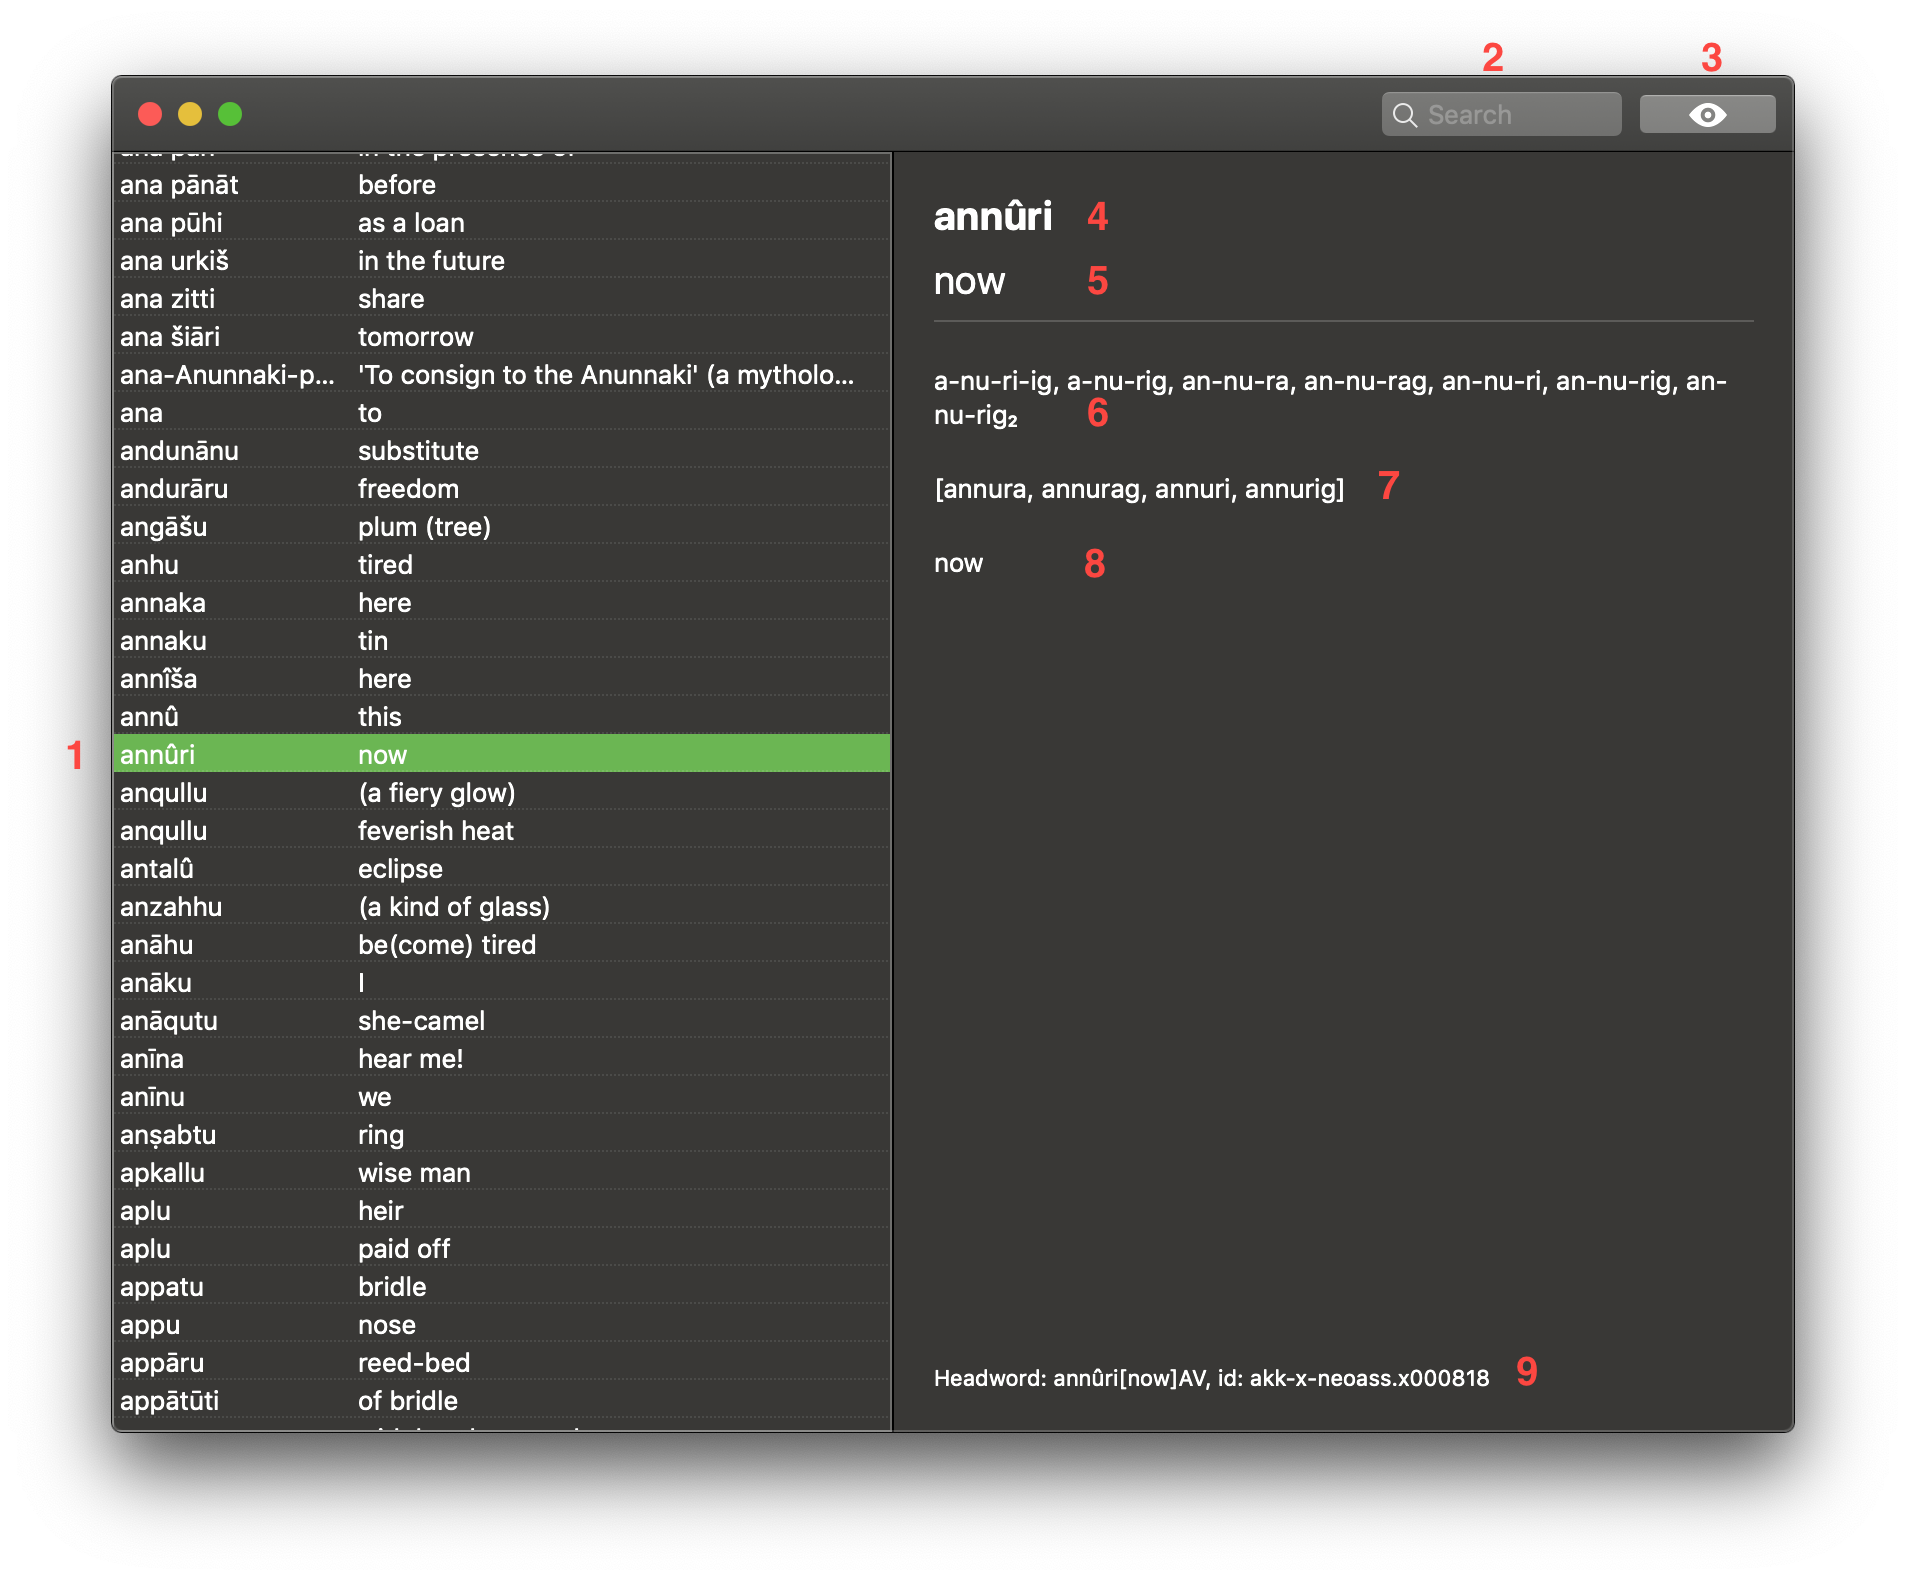 2
3
Search
ana pānāt before
ana pūhi as a loan
ana urkiš in the future
ana zitti share
ana šiāri tomorrow
ana-Anunnaki-p... 'To consign to the Anunnaki' (a mytholo...
ana to
andunānu substitute
andurāru freedom
angāšu plum (tree)
anhu tired
annaka here
annaku tin
annîša here
annû this
1 annûri now
anqullu (a fiery glow)
anqullu feverish heat
antalû eclipse
anzahhu (a kind of glass)
anāhu be(come) tired
anāku I
anāqutu she-camel
anīna hear me!
anīnu we
anṣabtu ring
apkallu wise man
aplu heir
aplu paid off
appatu bridle
appu nose
appāru reed-bed
appātūti of bridle
annûri 4
now 5
a-nu-ri-ig, a-nu-rig, an-nu-ra, an-nu-rag, an-nu-ri, an-nu-rig, an-
nu-rig₂ 6
[annura, annurag, annuri, annurig] 7
now 8
Headword: annûri[now]AV, id: akk-x-neoass.x000818 9